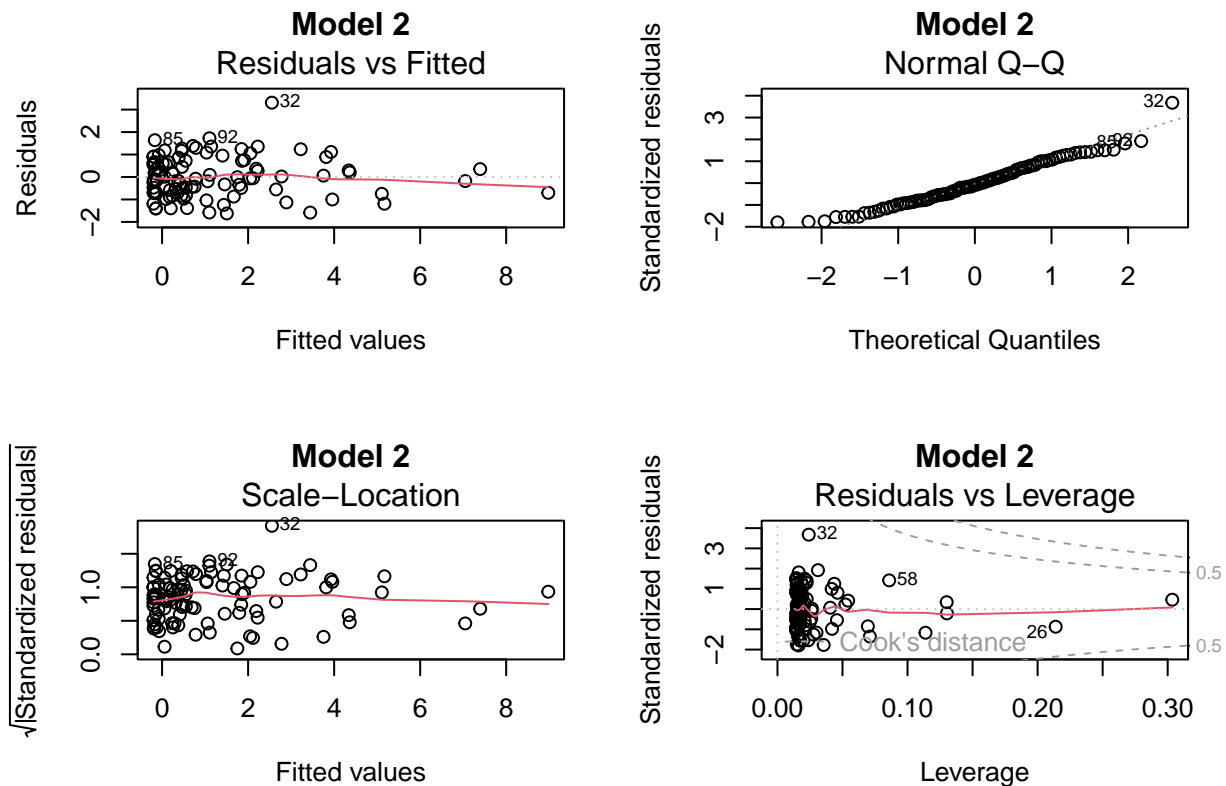 Model 2
Residuals vs Fitted
Residuals
2
0
−2
32
85
92
0 2 4 6 8
Fitted values
Model 2
Normal Q−Q
Standardized residuals
3
1
−2
32
85
92
−2 −1 0 1 2
Theoretical Quantiles
Model 2
Scale−Location
√|Standardized residuals|
1.0
0.0
32
85
92
0 2 4 6 8
Fitted values
Model 2
Residuals vs Leverage
Standardized residuals
3
1
−2
32
58
26
Cook's distance
0.5
0.5
0.00 0.10 0.20 0.30
Leverage